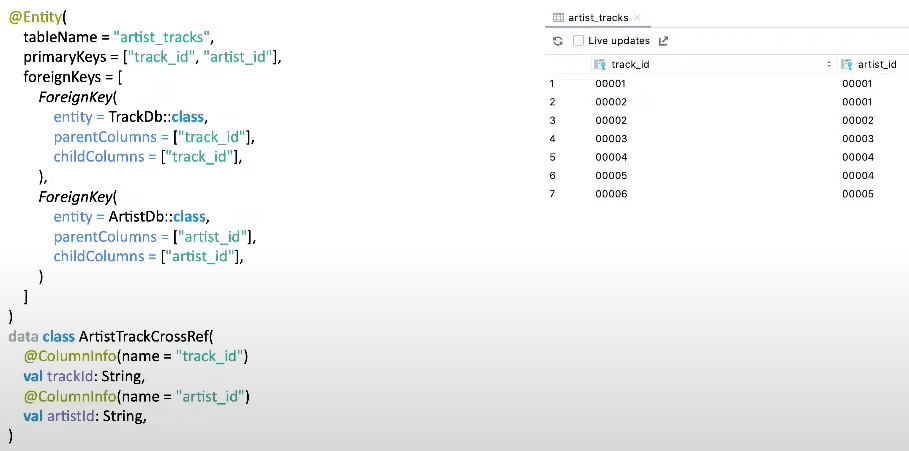 @Entity(
tableName = "artist_tracks",
primaryKeys = ["track_id", "artist_id"],
foreignKeys = [
ForeignKey(
entity = TrackDb::class,
parentColumns = ["track_id"],
childColumns = ["track_id"],
),
ForeignKey(
entity = ArtistDb::class,
parentColumns = ["artist_id"],
childColumns = ["artist_id"],
)
]
)
data class ArtistTrackCrossRef(
@ColumnInfo(name = "track_id")
val trackId: String,
@ColumnInfo(name = "artist_id")
val artistId: String,
)
artist_tracks
Live updates
track_id artist_id
1 00001 00001
2 00002 00001
3 00002 00002
4 00003 00003
5 00004 00004
6 00005 00004
7 00006 00005